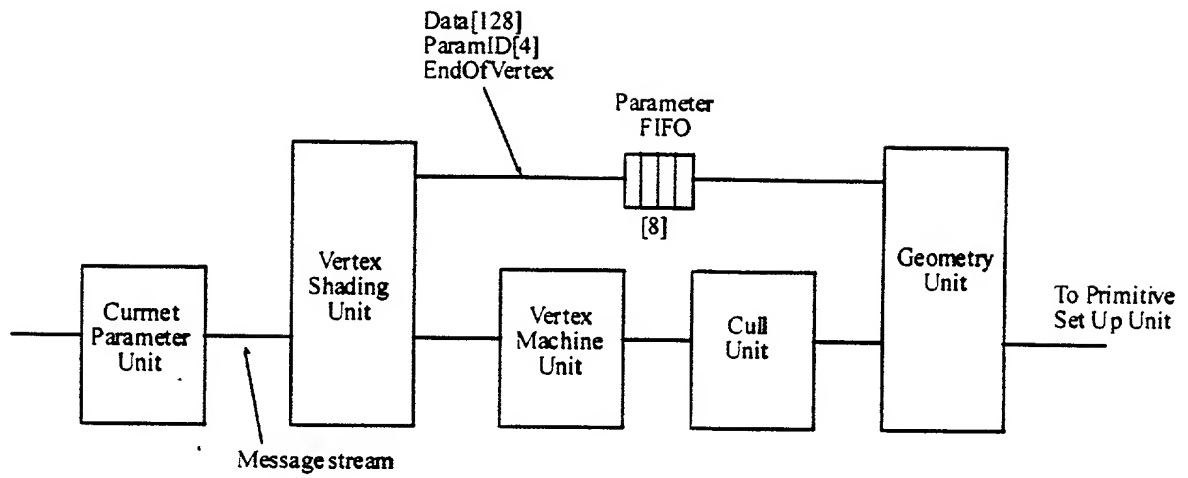 Data[128]
ParamID[4]
EndOfVertex
Parameter
FIFO
[8]
Vertex
Shading
Unit
Geometry
Unit
Currnet
Parameter
Unit
Vertex
Machine
Unit
Cull
Unit
To Primitive
Set Up Unit
Message stream